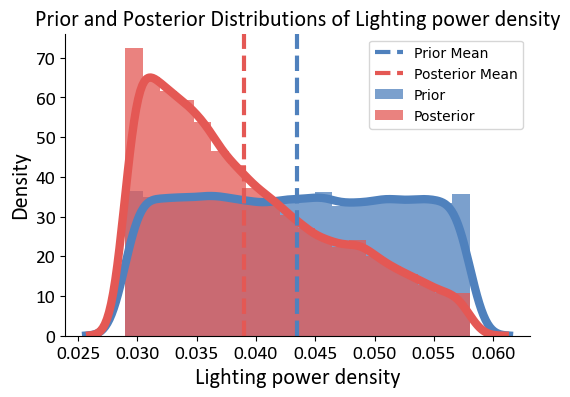 Prior and Posterior Distributions of Lighting power density
Prior Mean
Posterior Mean
Prior
Posterior
Density
70
60
50
40
30
20
10
0
0.025 0.030 0.035 0.040 0.045 0.050 0.055 0.060
Lighting power density